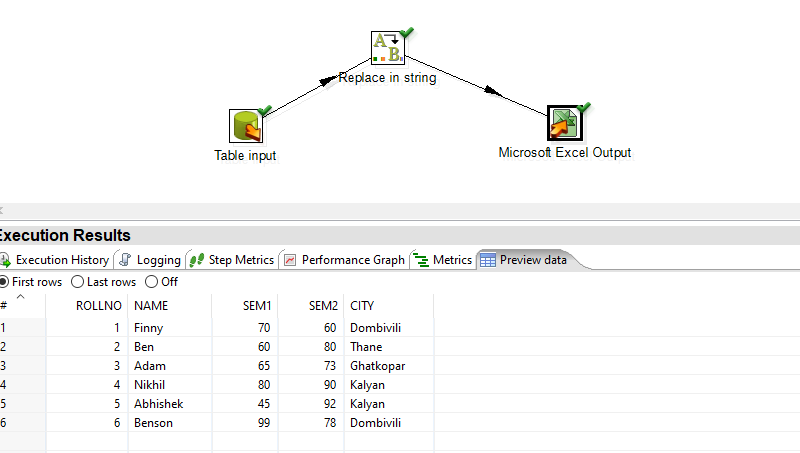 Replace in string
Table input
Microsoft Excel Output
Execution Results
Execution History Logging Step Metrics Performance Graph Metrics Preview data
First rows Last rows Off
# ROLLNO NAME SEM1 SEM2 CITY
1 1 Finny 70 60 Dombivili
2 2 Ben 60 80 Thane
3 3 Adam 65 73 Ghatkopar
4 4 Nikhil 80 90 Kalyan
5 5 Abhishek 45 92 Kalyan
6 6 Benson 99 78 Dombivili